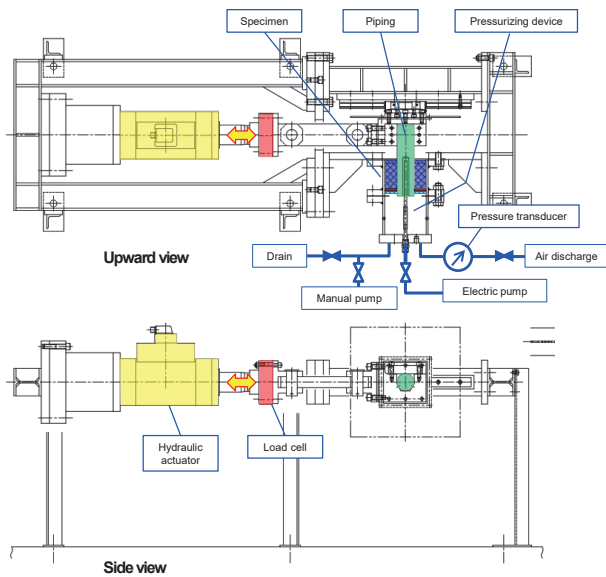 Specimen
Piping
Pressurizing device
Pressure transducer
Upward view
Drain
Air discharge
Manual pump
Electric pump
Hydraulic
actuator
Load cell
Side view